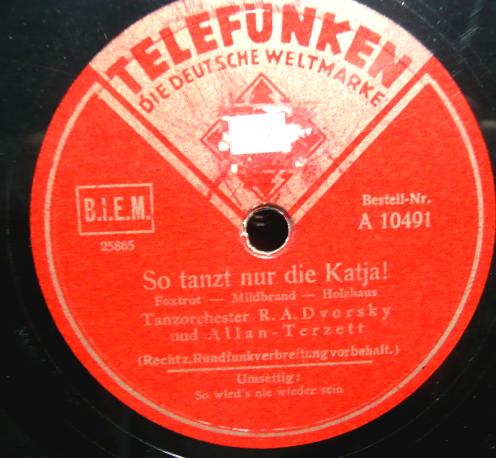 TELEFUNKEN
DIE DEUTSCHE WELTMARKE
B.I.E.M.
25865
Bestell-Nr.
A 10491
So tanzt nur die Katja!
Foxtrot — Mildbrand — Holzhaus
Tanzorchester R. A. Dvorsky
und Allan-Terzett
(Rechtz. Rundfunkverbreitung vorbehalt.)
Umseitig:
So wird's nie wieder sein